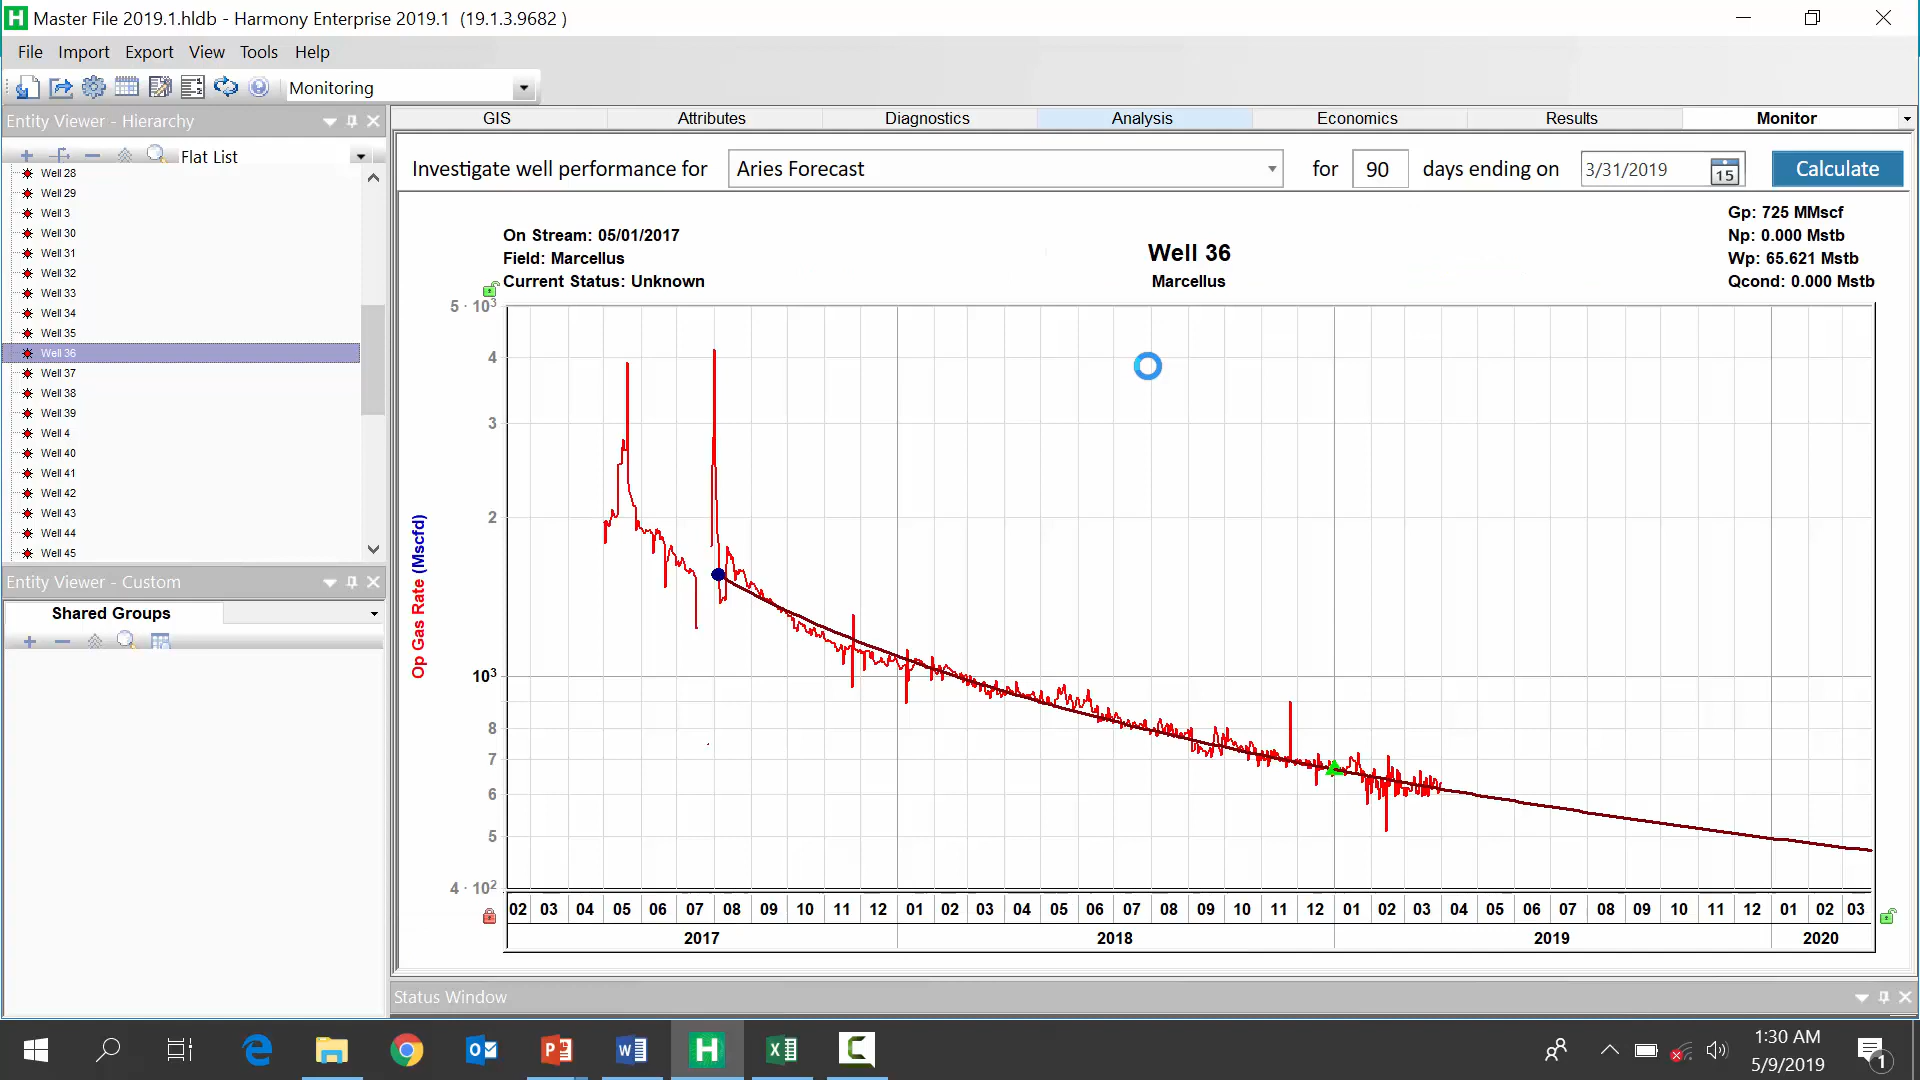 Master File 2019.1.hldb - Harmony Enterprise 2019.1 (19.1.3.9682 )
File Import Export View Tools Help
Monitoring
Entity Viewer - Hierarchy
Flat List
Well 28
Well 29
Well 3
Well 30
Well 31
Well 32
Well 33
Well 34
Well 35
Well 36
Well 37
Well 38
Well 39
Well 4
Well 40
Well 41
Well 42
Well 43
Well 44
Well 45
Entity Viewer - Custom
Shared Groups
GIS Attributes Diagnostics Analysis Economics Results Monitor
Investigate well performance for Aries Forecast for 90 days ending on 3/31/2019 15 Calculate
On Stream: 05/01/2017
Field: Marcellus
Current Status: Unknown
Well 36
Marcellus
Gp: 725 MMscf
Np: 0.000 Mstb
Wp: 65.621 Mstb
Qcond: 0.000 Mstb
Op Gas Rate (Mscfd)
5 · 10³
4
3
2
10³
8
7
6
5
4 · 10²
02 03 04 05 06 07 08 09 10 11 12 01 02 03 04 05 06 07 08 09 10 11 12 01 02 03 04 05 06 07 08 09 10 11 12 01 02 03
2017 2018 2019 2020
Status Window
1:30 AM
5/9/2019
1